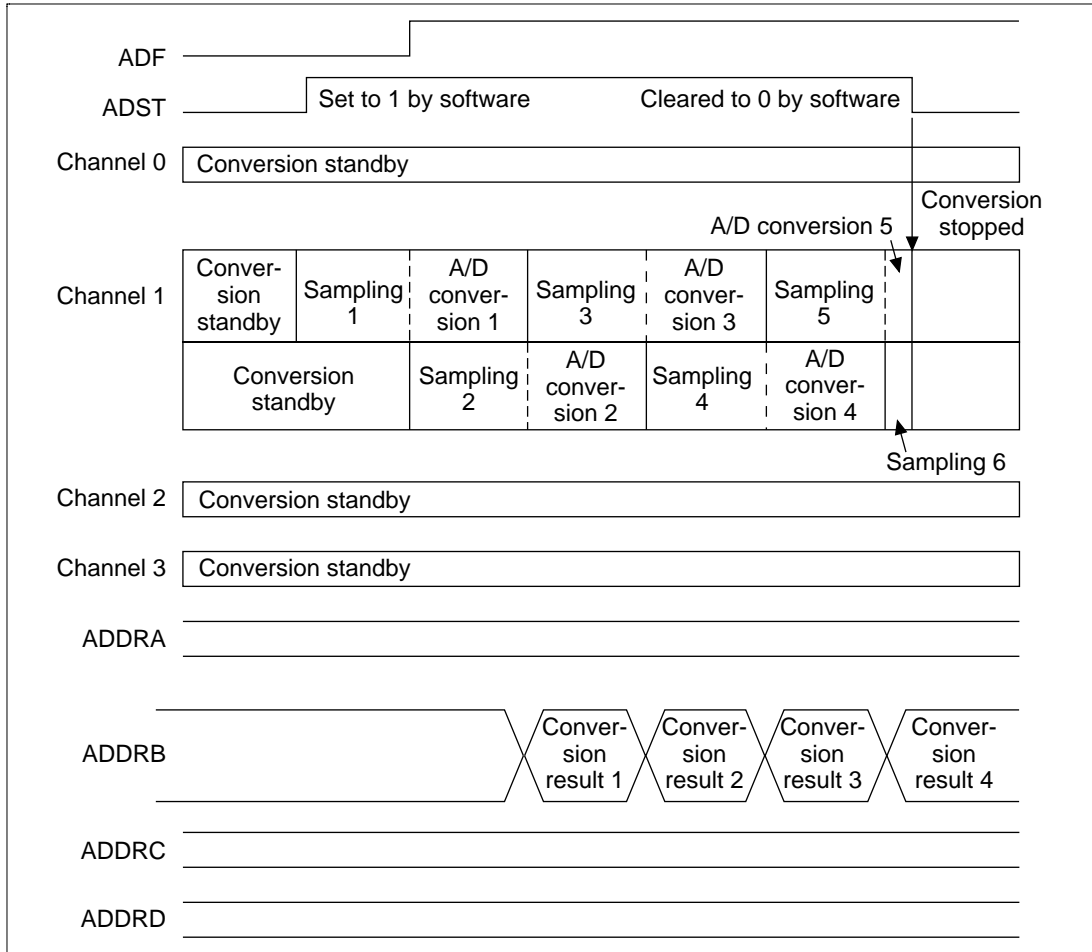 ADF
ADST
Set to 1 by software
Cleared to 0 by software
Channel 0
Conversion standby
Conversion
stopped
A/D conversion 5
Channel 1
Conver-
sion
standby
Sampling
1
A/D
conver-
sion 1
Sampling
3
A/D
conver-
sion 3
Sampling
5
Conversion
standby
Sampling
2
A/D
conver-
sion 2
Sampling
4
A/D
conver-
sion 4
Sampling 6
Channel 2
Conversion standby
Channel 3
Conversion standby
ADDRA
ADDRB
Conver-
sion
result 1
Conver-
sion
result 2
Conver-
sion
result 3
Conver-
sion
result 4
ADDRC
ADDRD